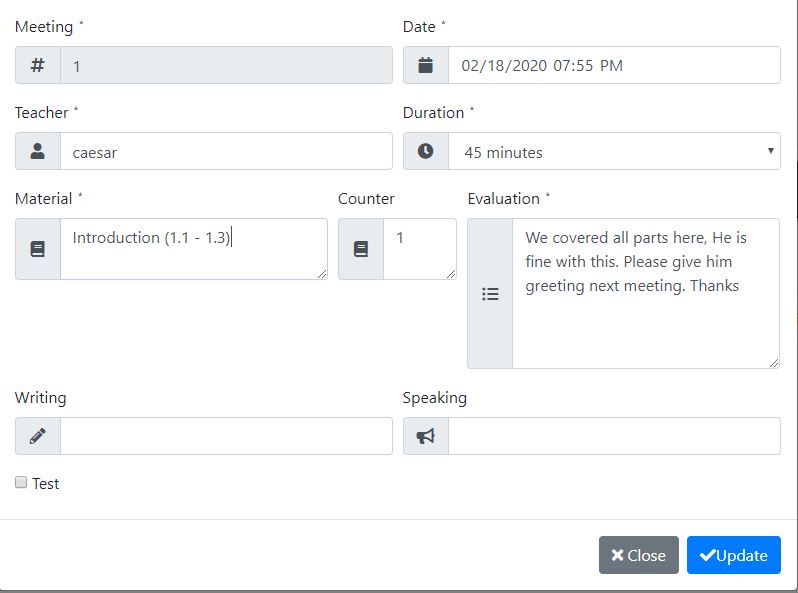 Meeting *
Date *
# 1
02/18/2020 07:55 PM
Teacher *
Duration *
caesar
45 minutes
Material *
Counter
Evaluation *
Introduction (1.1 - 1.3)
1
We covered all parts here, He is
fine with this. Please give him
greeting next meeting. Thanks
Writing
Speaking
Test
Close
Update